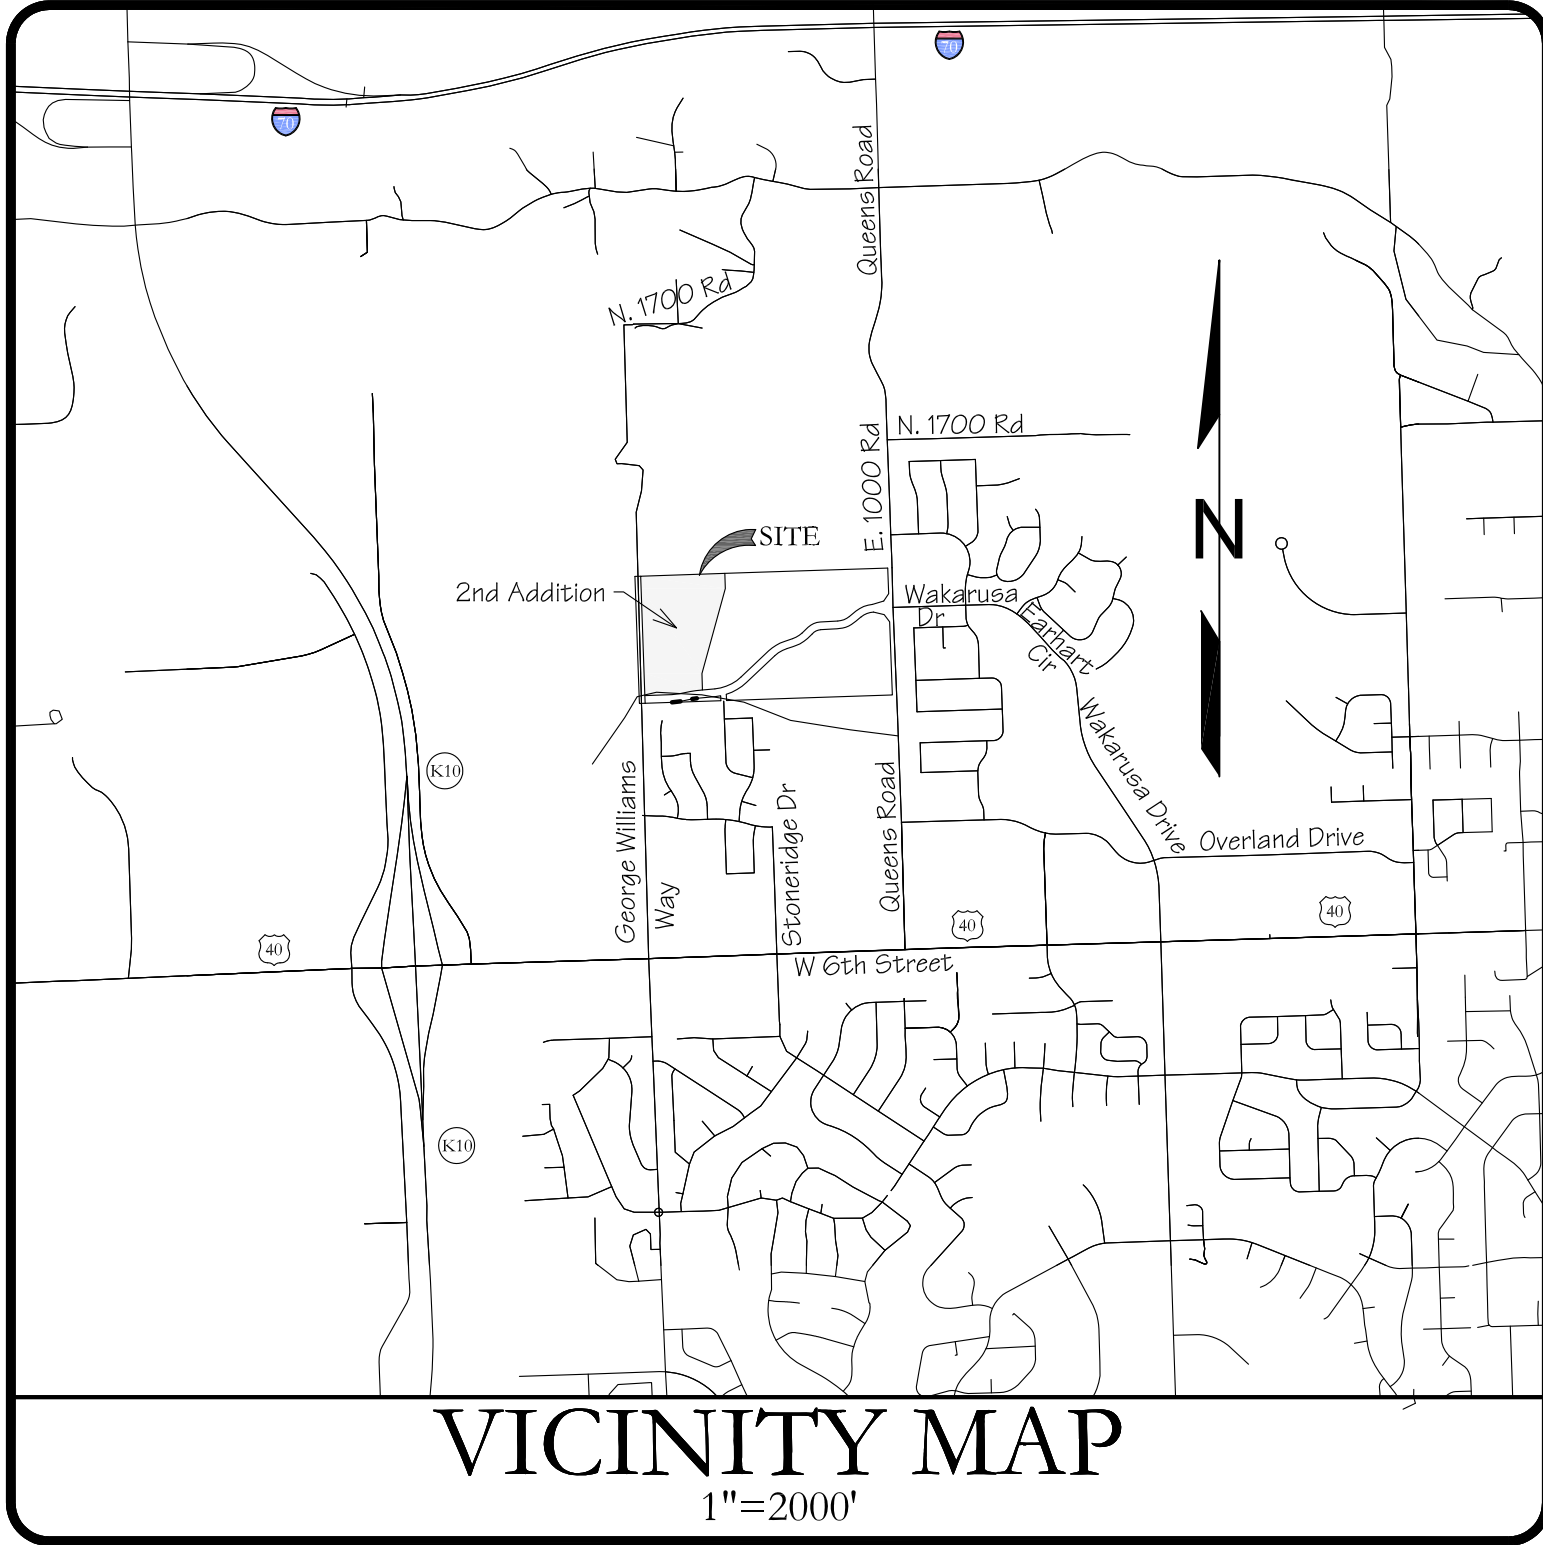 70
70
Queens Road
N. 1700 Rd
N. 1700 Rd
E. 1000 Rd
N
SITE
2nd Addition
Wakarusa
Dr
Earhart
Cir
Wakarusa Drive
K10
George Williams
Way
Stoneridge Dr
Queens Road
Overland Drive
40
40
40
W 6th Street
K10
VICINITY MAP
1"=2000'